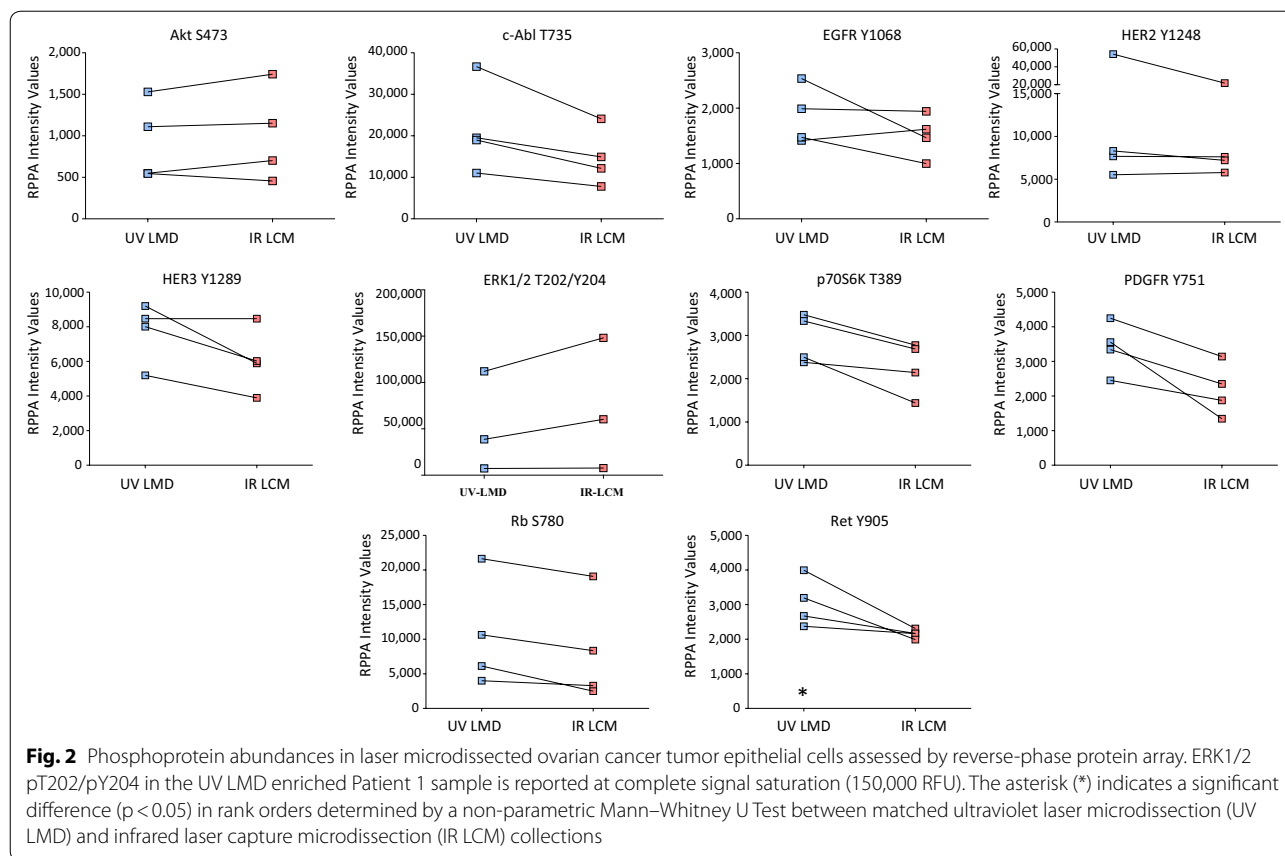 Akt S473
RPPA Intensity Values
2,000
1,500
1,000
500
0
UV LMD IR LCM
c-Abl T735
RPPA Intensity Values
40,000
30,000
20,000
10,000
0
UV LMD IR LCM
EGFR Y1068
RPPA Intensity Values
3,000
2,000
1,000
0
UV LMD IR LCM
HER2 Y1248
RPPA Intensity Values
60,000
40,000
20,000
15,000
10,000
5,000
0
UV LMD IR LCM
HER3 Y1289
RPPA Intensity Values
10,000
8,000
6,000
4,000
2,000
0
UV LMD IR LCM
ERK1/2 T202/Y204
RPPA Intensity Values
200,000
150,000
100,000
50,000
0
UV-LMD IR-LCM
p70S6K T389
RPPA Intensity Values
4,000
3,000
2,000
1,000
0
UV LMD IR LCM
PDGFR Y751
RPPA Intensity Values
5,000
4,000
3,000
2,000
1,000
0
UV LMD IR LCM
Rb S780
RPPA Intensity Values
25,000
20,000
15,000
10,000
5,000
0
UV LMD IR LCM
Ret Y905
RPPA Intensity Values
5,000
4,000
3,000
2,000
1,000
0
*
UV LMD IR LCM
Fig. 2 Phosphoprotein abundances in laser microdissected ovarian cancer tumor epithelial cells assessed by reverse-phase protein array. ERK1/2
pT202/pY204 in the UV LMD enriched Patient 1 sample is reported at complete signal saturation (150,000 RFU). The asterisk (*) indicates a significant
difference (p < 0.05) in rank orders determined by a non-parametric Mann–Whitney U Test between matched ultraviolet laser microdissection (UV
LMD) and infrared laser capture microdissection (IR LCM) collections